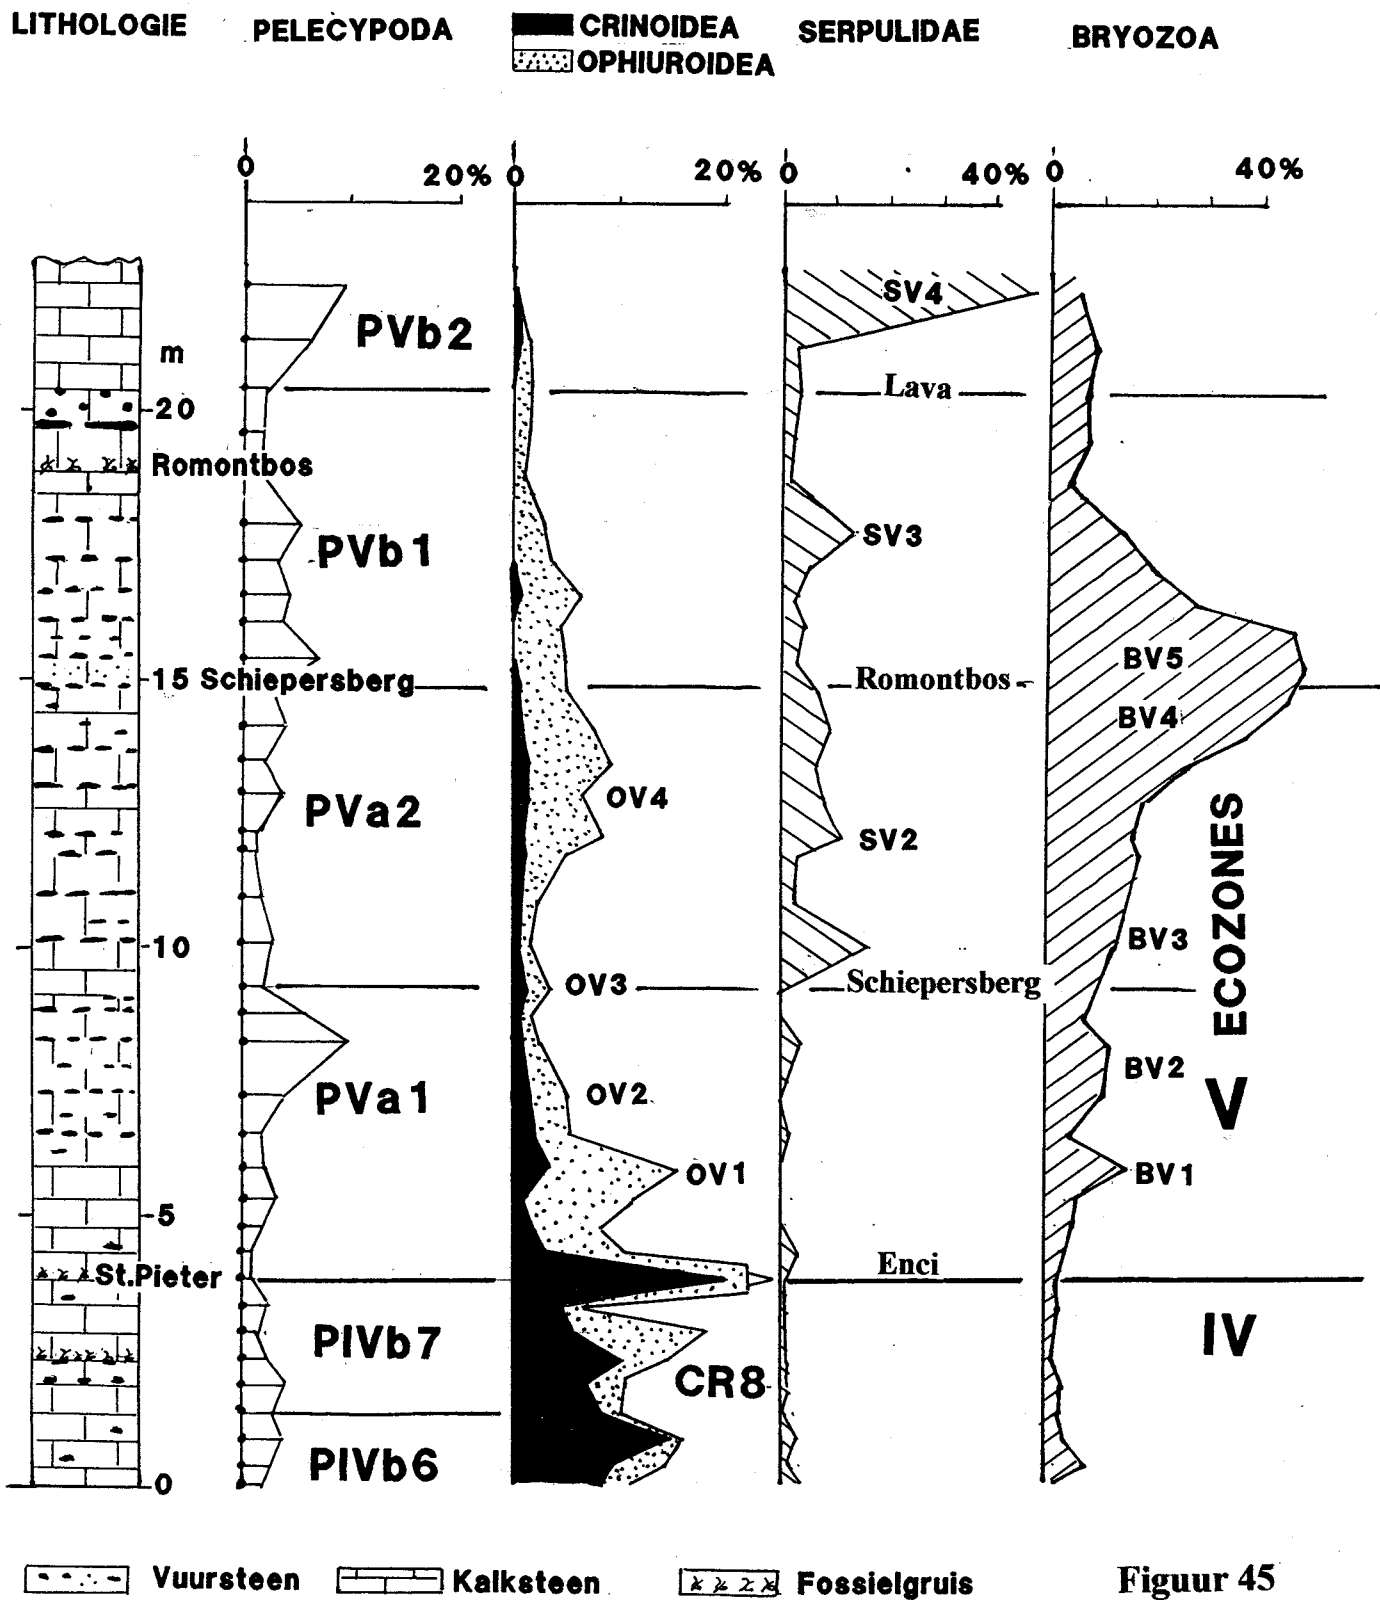 LITHOLOGIE PELECYPODA CRINOIDEA SERPULIDAE BRYOZOA
OPHIUROIDEA
0 20% 0 20% 0 40% 0 40%
SV4
PVb2
m
Lava
20
Romontbos
SV3
PVb1
BV5
15 Schiepersberg Romontbos
BV4
OV4
PVa2
SV2
ECOZONES
BV3
10
OV3 Schiepersberg
BV2
OV2
PVa1
V
OV1 BV1
5
Enci
St.Pieter
IV
PIVb7
CR8
PIVb6
0
Vuursteen Kalksteen Fossielgruis Figuur 45